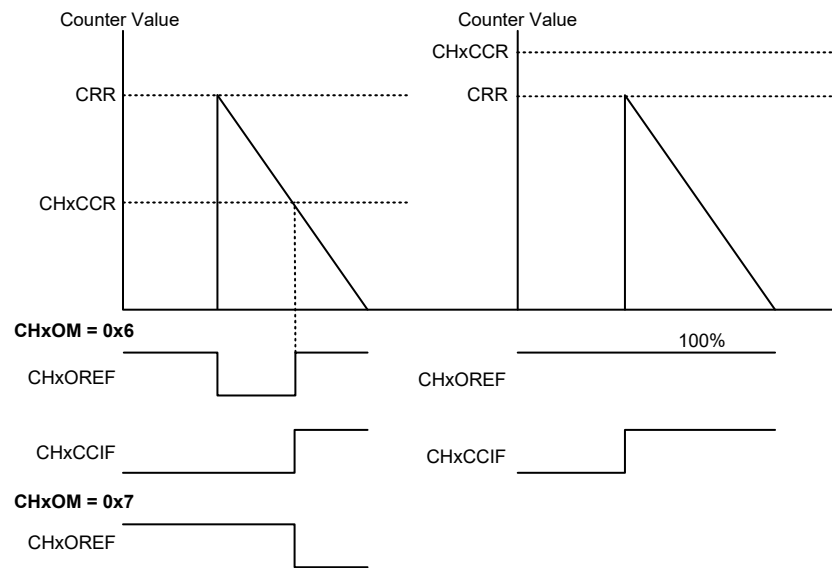 Counter Value
CRR
CHxCCR
CHxOM = 0x6
CHxOREF
CHxCCIF
CHxOM = 0x7
CHxOREF
Counter Value
CHxCCR
CRR
100%
CHxOREF
CHxCCIF